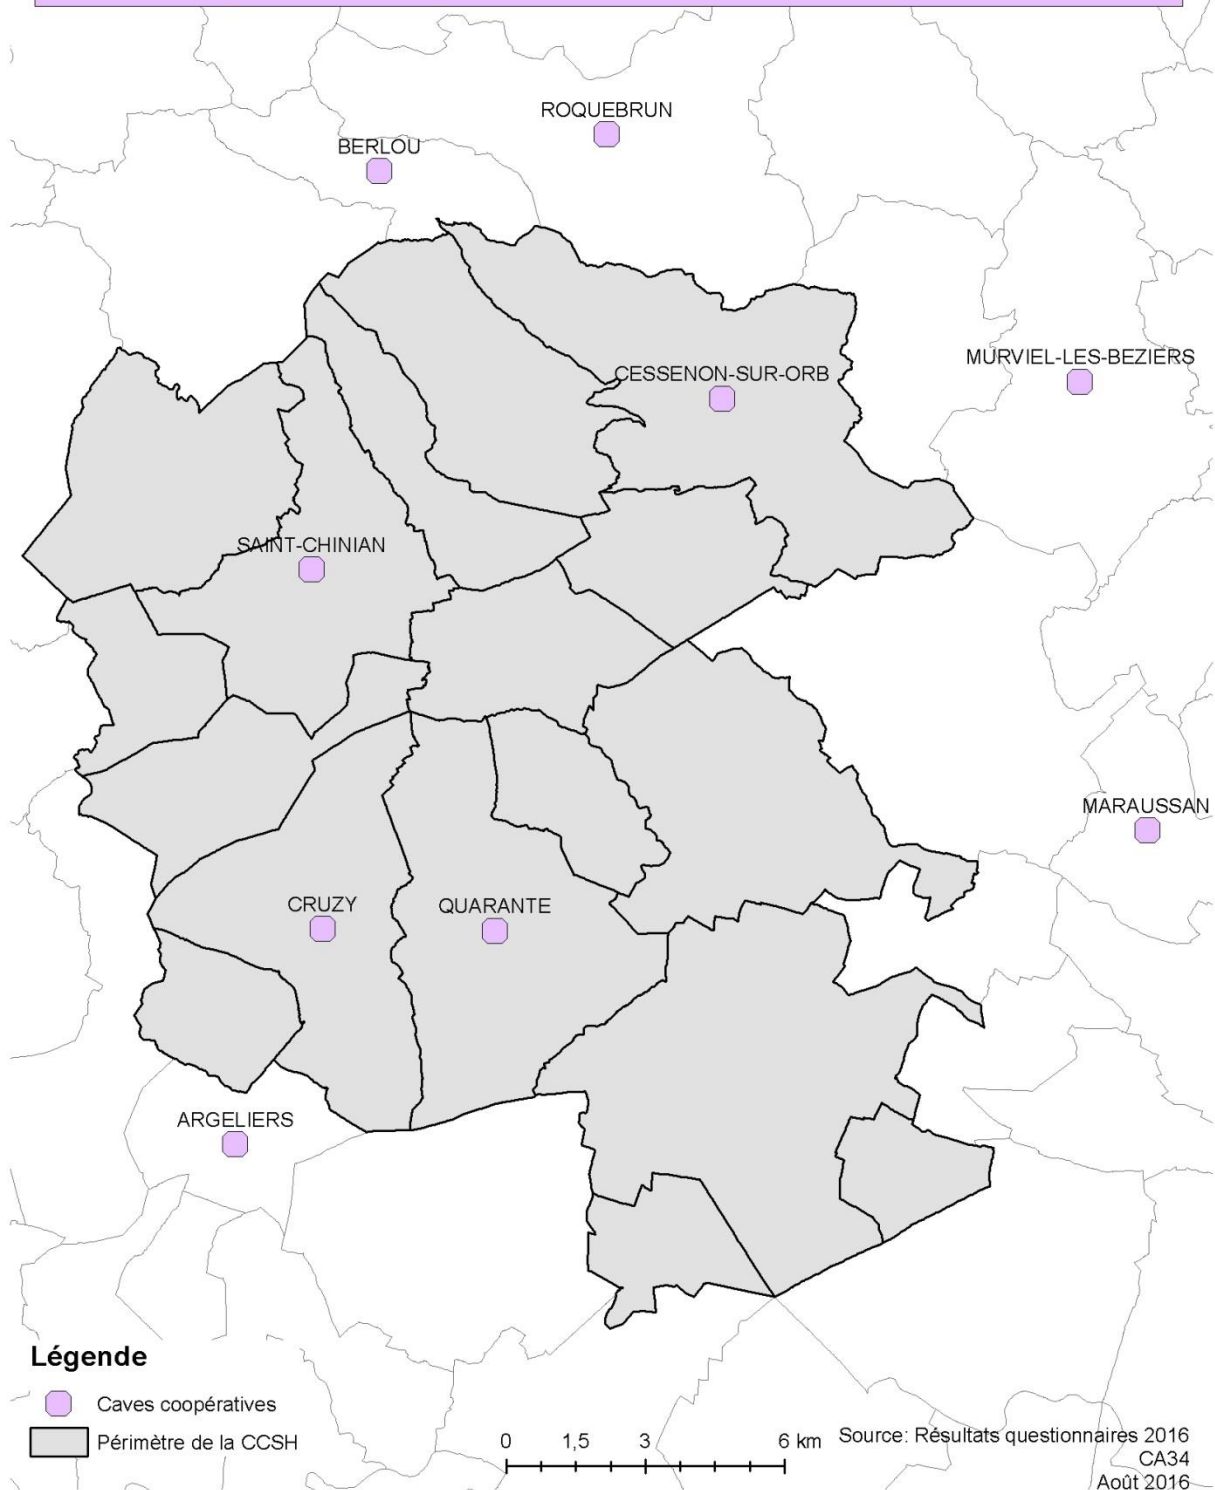 ROQUEBRUN
BERLOU
MURVIEL-LES-BEZIERS
CESSENON-SUR-ORB
SAINT-CHINIAN
MARAUSSAN
CRUZY
QUARANTE
ARGELIERS
Légende
Caves coopératives
Périmètre de la CCSH
0 1,5 3 6 km
Source: Résultats questionnaires 2016
CA34
Août 2016